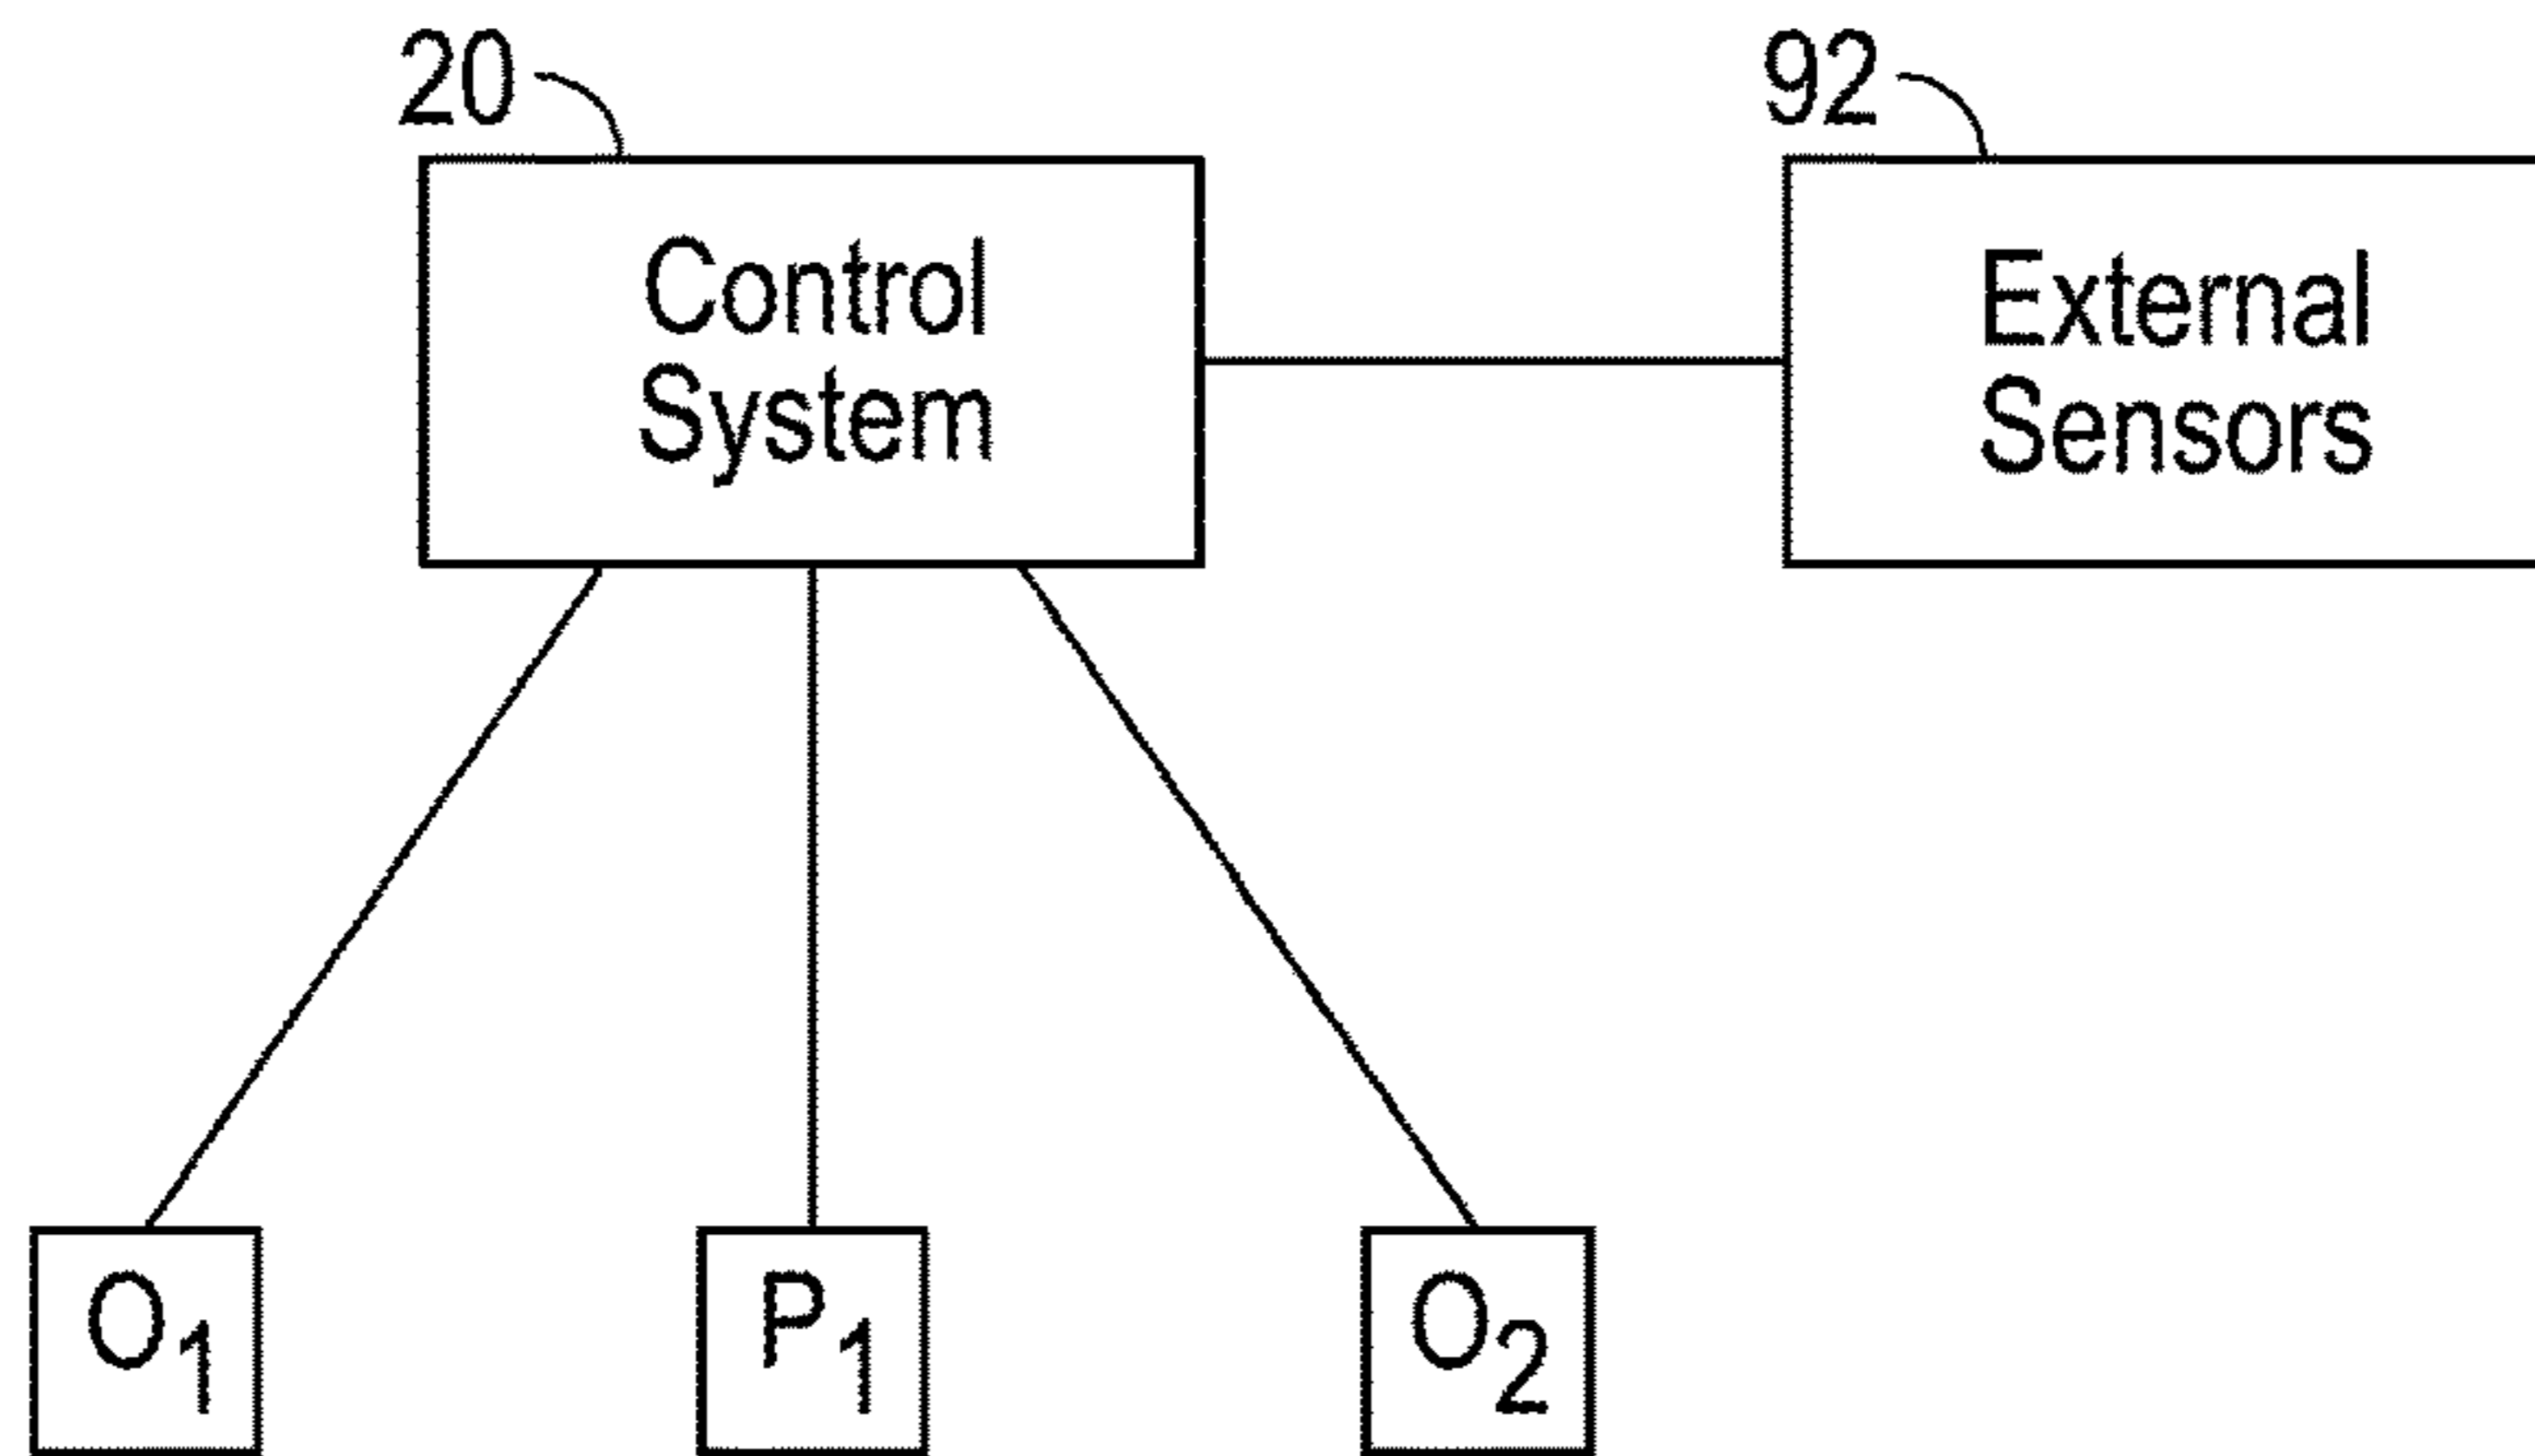 20
92
Control
System
External
Sensors
O1
P1
O2